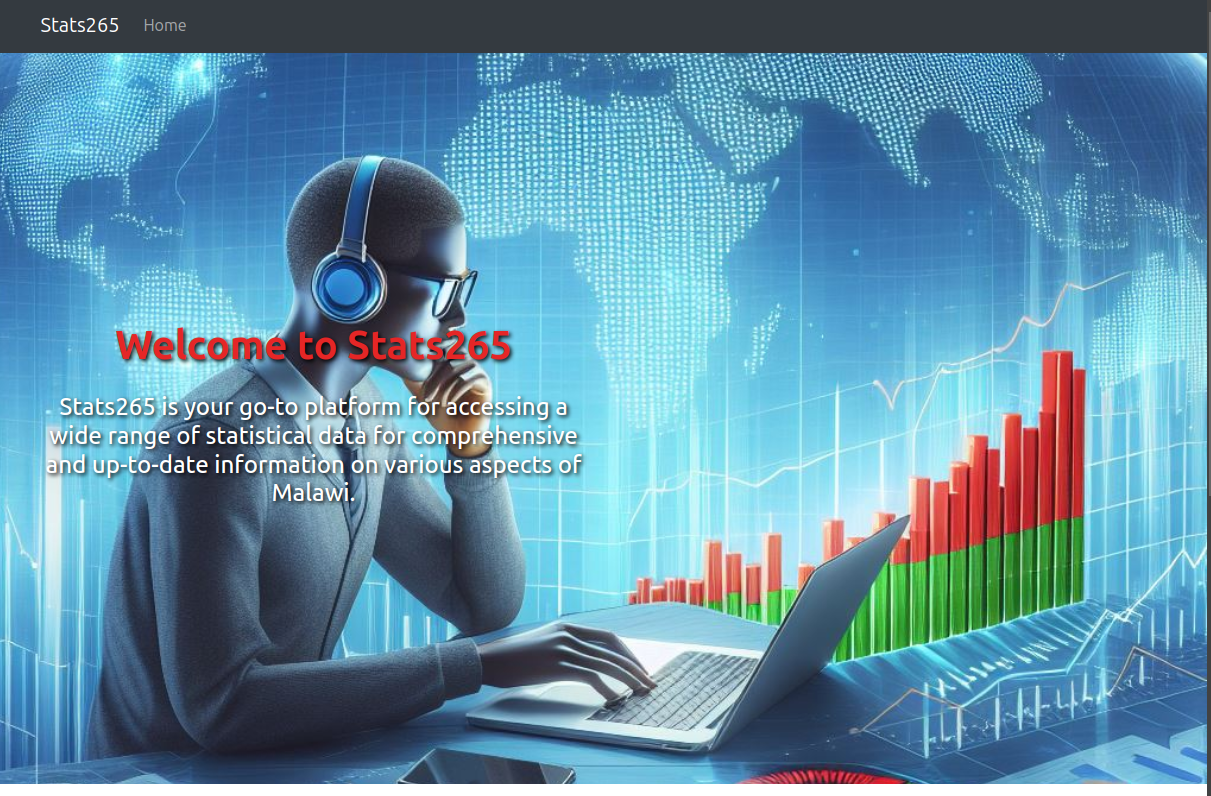 Stats265 Home
Welcome to Stats265
Stats265 is your go-to platform for accessing a
wide range of statistical data for comprehensive
and up-to-date information on various aspects of
Malawi.